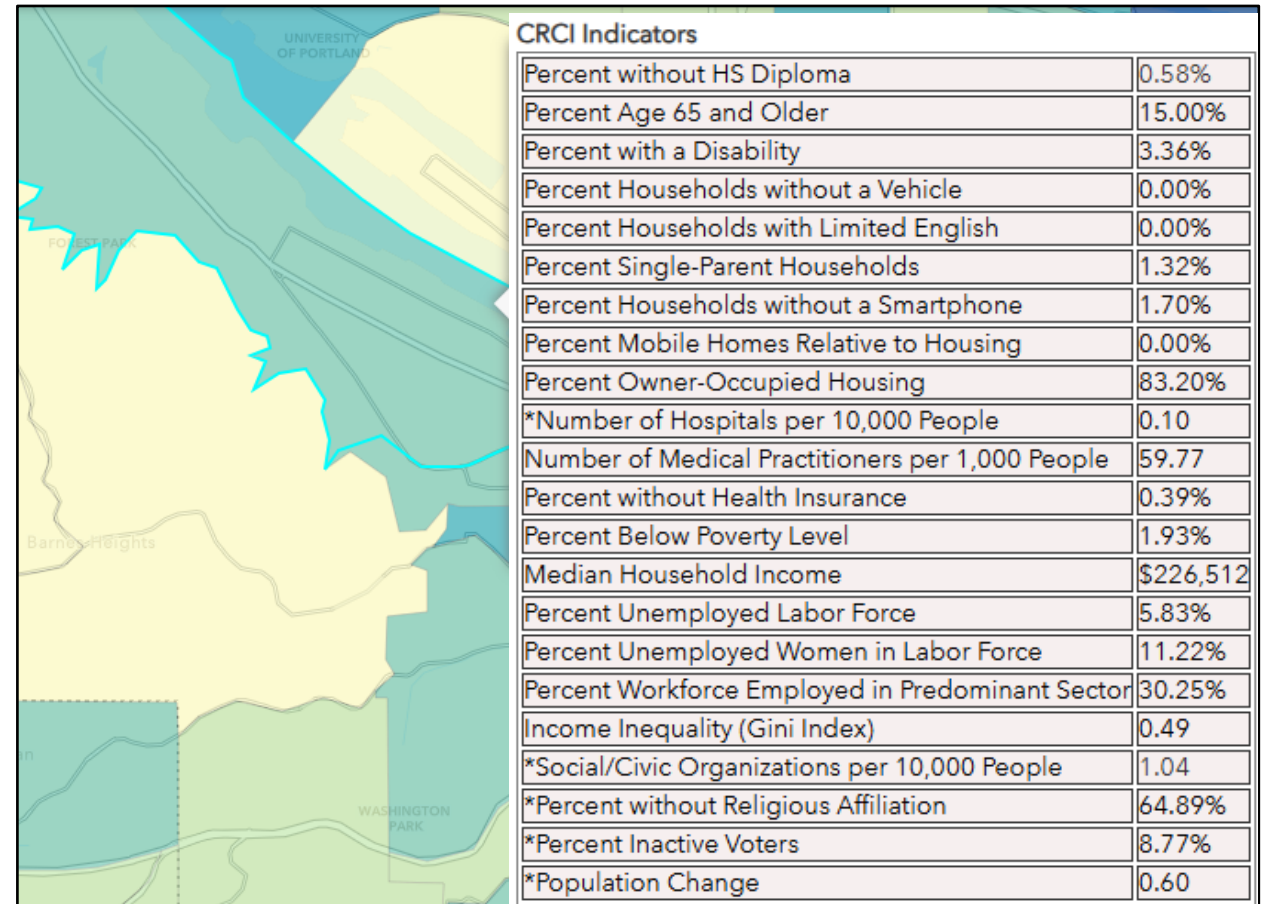 UNIVERSITY
OF PORTLAND
FOREST PARK
Barnes Heights
WASHINGTON
PARK
CRCI Indicators
Percent without HS Diploma 0.58%
Percent Age 65 and Older 15.00%
Percent with a Disability 3.36%
Percent Households without a Vehicle 0.00%
Percent Households with Limited English 0.00%
Percent Single-Parent Households 1.32%
Percent Households without a Smartphone 1.70%
Percent Mobile Homes Relative to Housing 0.00%
Percent Owner-Occupied Housing 83.20%
*Number of Hospitals per 10,000 People 0.10
Number of Medical Practitioners per 1,000 People 59.77
Percent without Health Insurance 0.39%
Percent Below Poverty Level 1.93%
Median Household Income $226,512
Percent Unemployed Labor Force 5.83%
Percent Unemployed Women in Labor Force 11.22%
Percent Workforce Employed in Predominant Sector 30.25%
Income Inequality (Gini Index) 0.49
*Social/Civic Organizations per 10,000 People 1.04
*Percent without Religious Affiliation 64.89%
*Percent Inactive Voters 8.77%
*Population Change 0.60